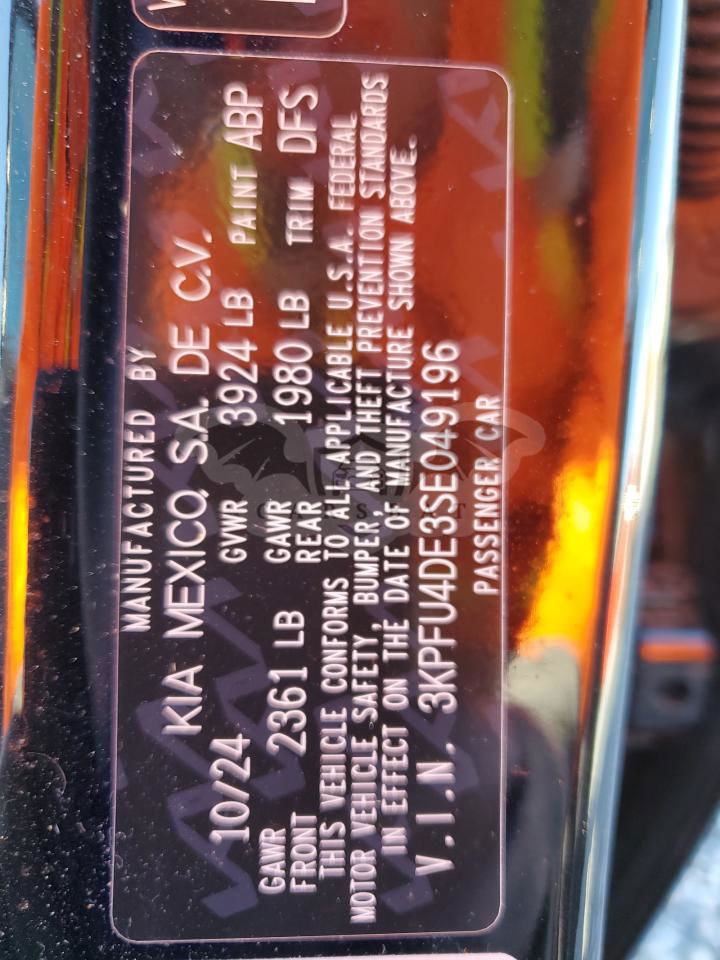 MANUFACTURED BY
KIA MEXICO, S.A. DE C.V.
10/24 GVWR 3924 LB PAINT ABP
GAWR FRONT 2361 LB GAWR REAR 1980 LB TRIM DFS
THIS VEHICLE CONFORMS TO ALL APPLICABLE U.S.A. FEDERAL
MOTOR VEHICLE SAFETY, BUMPER, AND THEFT PREVENTION STANDARDS
IN EFFECT ON THE DATE OF MANUFACTURE SHOWN ABOVE.
V.I.N. 3KPFU4DE3SE049196
PASSENGER CAR